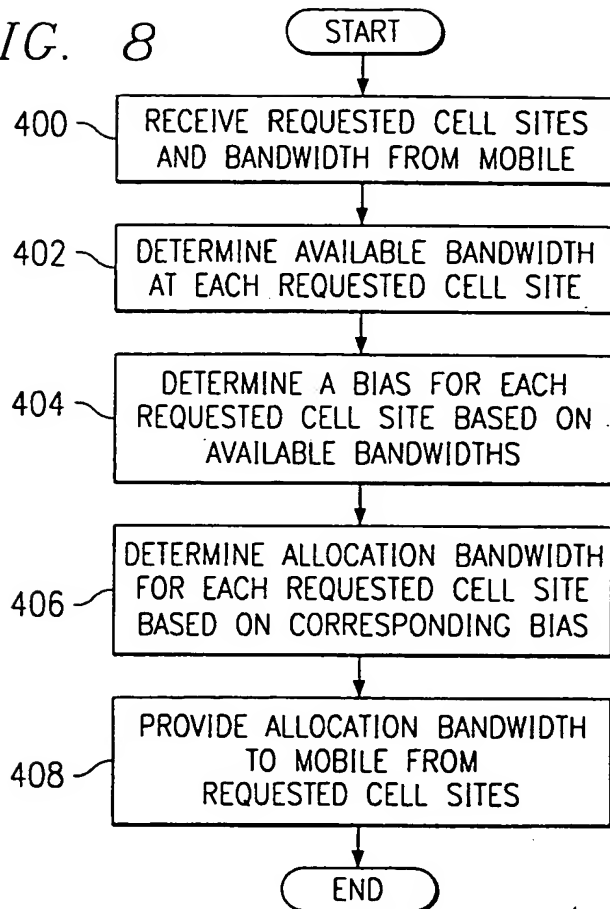 IG. 8
START
400
RECEIVE REQUESTED CELL SITES
AND BANDWIDTH FROM MOBILE
402
DETERMINE AVAILABLE BANDWIDTH
AT EACH REQUESTED CELL SITE
404
DETERMINE A BIAS FOR EACH
REQUESTED CELL SITE BASED ON
AVAILABLE BANDWIDTHS
406
DETERMINE ALLOCATION BANDWIDTH
FOR EACH REQUESTED CELL SITE
BASED ON CORRESPONDING BIAS
408
PROVIDE ALLOCATION BANDWIDTH
TO MOBILE FROM
REQUESTED CELL SITES
END